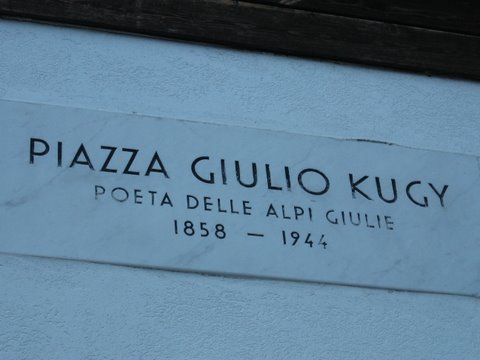 PIAZZA GIULIO KUGY
POETA DELLE ALPI GIULIE
1858 — 1944